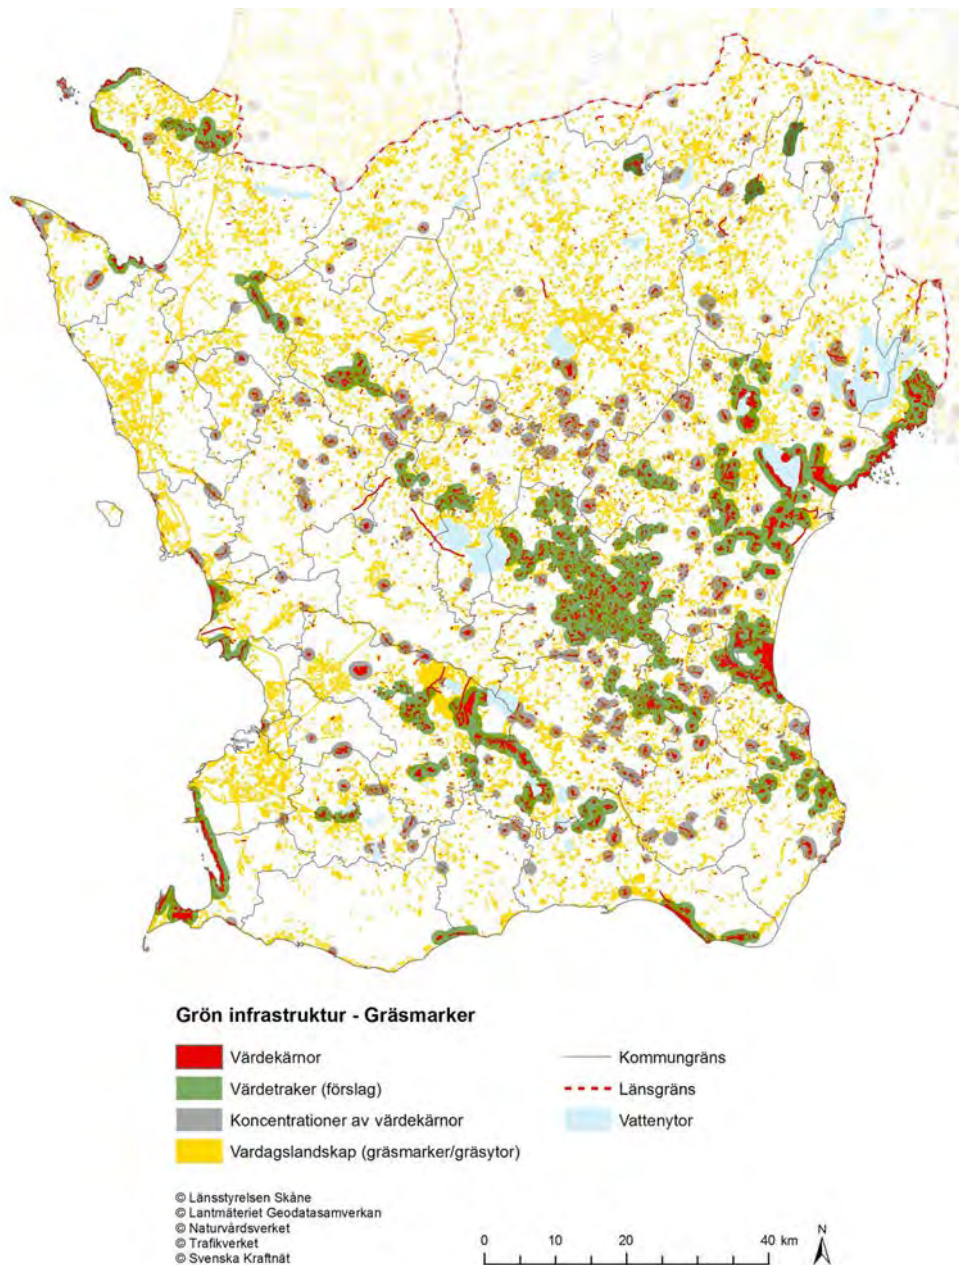 Grön infrastruktur - Gräsmarker
Värdekärnor
Värdetraker (förslag)
Koncentrationer av värdekärnor
Vardagslandskap (gräsmarker/gräsytor)
Kommungräns
Länsgräns
Vattenytor
© Länsstyrelsen Skåne
© Lantmäteriet Geodatasamverkan
© Naturvårdsverket
© Trafikverket
© Svenska Kraftnät
0 10 20 40 km
N